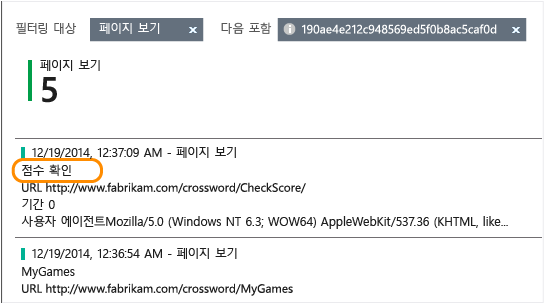 필터링 대상 페이지 보기 × 다음 포함 190ae4e212c948569ed5f0b8ac5caf0d ×
페이지 보기
5
12/19/2014, 12:37:09 AM - 페이지 보기
점수 확인
URL http://www.fabrikam.com/crossword/CheckScore/
기간 0
사용자 에이전트Mozilla/5.0 (Windows NT 6.3; WOW64) AppleWebKit/537.36 (KHTML, like...
12/19/2014, 12:36:54 AM - 페이지 보기
MyGames
URL http://www.fabrikam.com/crossword/MyGames